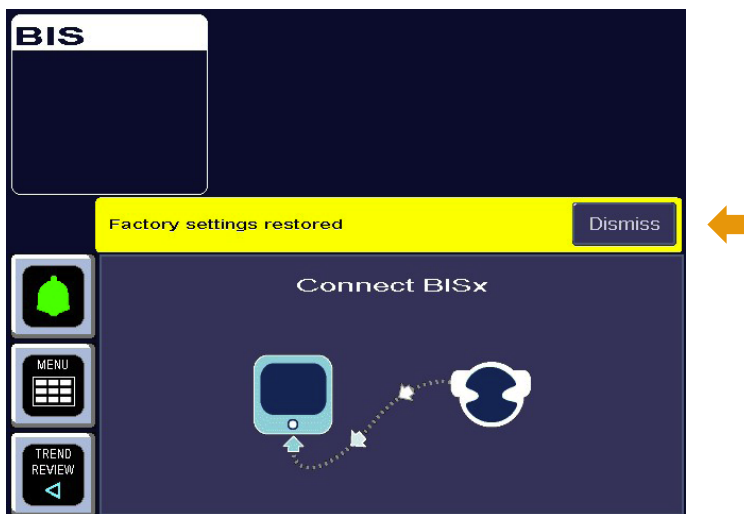 BIS
Factory settings restored
Dismiss
Connect BISx
MENU
TREND
REVIEW